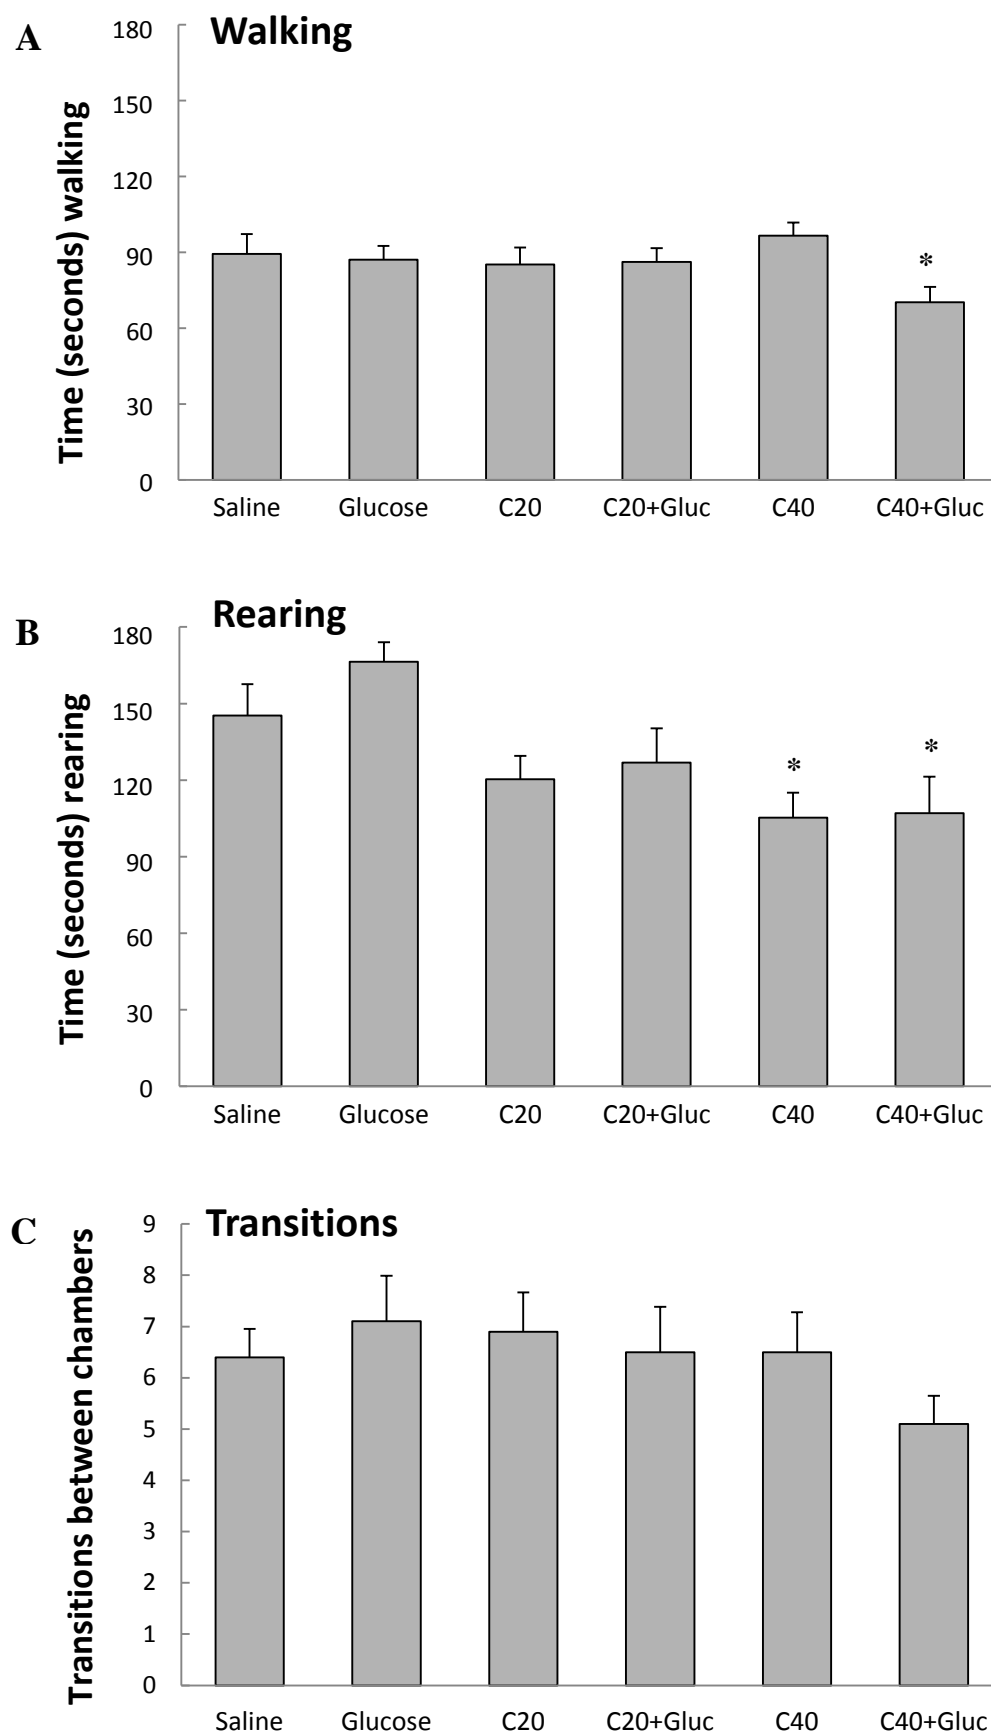 A
Walking
Time (seconds) walking
180
150
120
90
60
30
0
*
Saline Glucose C20 C20+Gluc C40 C40+Gluc
B
Rearing
Time (seconds) rearing
180
150
120
90
60
30
0
* *
Saline Glucose C20 C20+Gluc C40 C40+Gluc
C
Transitions
Transitions between chambers
9
8
7
6
5
4
3
2
1
0
Saline Glucose C20 C20+Gluc C40 C40+Gluc